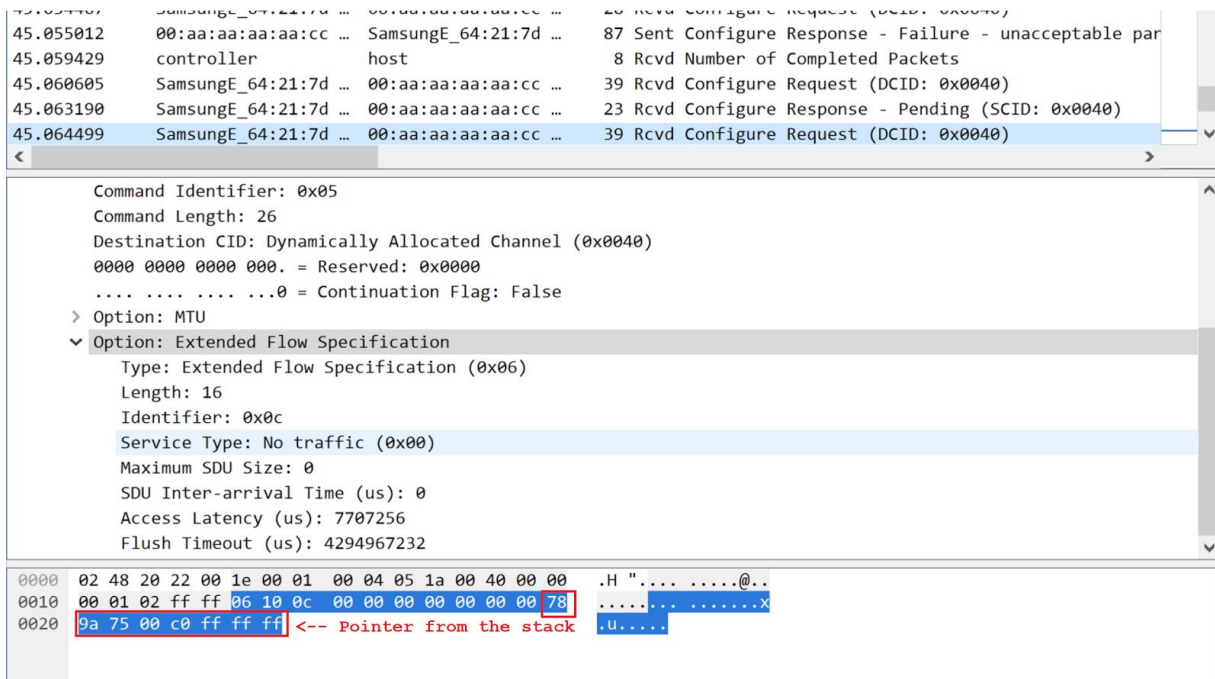 45.055012 00:aa:aa:aa:aa:cc … SamsungE_64:21:7d … 87 Sent Configure Response - Failure - unacceptable par
45.059429 controller host 8 Rcvd Number of Completed Packets
45.060605 SamsungE_64:21:7d … 00:aa:aa:aa:aa:cc … 39 Rcvd Configure Request (DCID: 0x0040)
45.063190 SamsungE_64:21:7d … 00:aa:aa:aa:aa:cc … 23 Rcvd Configure Response - Pending (SCID: 0x0040)
45.064499 SamsungE_64:21:7d … 00:aa:aa:aa:aa:cc … 39 Rcvd Configure Request (DCID: 0x0040)
Command Identifier: 0x05
Command Length: 26
Destination CID: Dynamically Allocated Channel (0x0040)
0000 0000 0000 000. = Reserved: 0x0000
.... .... .... ...0 = Continuation Flag: False
Option: MTU
Option: Extended Flow Specification
Type: Extended Flow Specification (0x06)
Length: 16
Identifier: 0x0c
Service Type: No traffic (0x00)
Maximum SDU Size: 0
SDU Inter-arrival Time (us): 0
Access Latency (us): 7707256
Flush Timeout (us): 4294967232
0000 02 48 20 22 00 1e 00 01 00 04 05 1a 00 40 00 00 .H ".... .....@..
0010 00 01 02 ff ff 06 10 0c 00 00 00 00 00 00 00 78 ........ .......x
0020 9a 75 00 c0 ff ff ff <-- Pointer from the stack .u.....